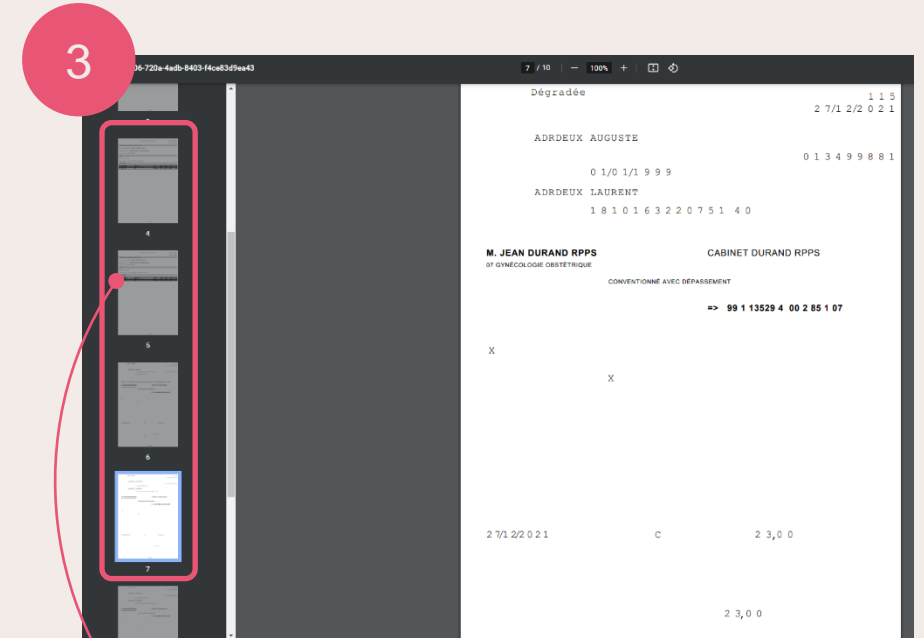 3
06-720a-4adb-8403-f4ce83d9ea43
7 / 10 | − 100% +
4
5
6
7
Dégradée
1 1 5
2 7/1 2/2 0 2 1
ADRDEUX AUGUSTE
0 1 3 4 9 9 8 8 1
0 1/0 1/1 9 9 9
ADRDEUX LAURENT
1 8 1 0 1 6 3 2 2 0 7 5 1 4 0
M. JEAN DURAND RPPS CABINET DURAND RPPS
07 GYNÉCOLOGIE OBSTÉTRIQUE
CONVENTIONNÉ AVEC DÉPASSEMENT
=> 99 1 13529 4 00 2 85 1 07
X
X
2 7/1 2/2 0 2 1 C 2 3,0 0
2 3,0 0